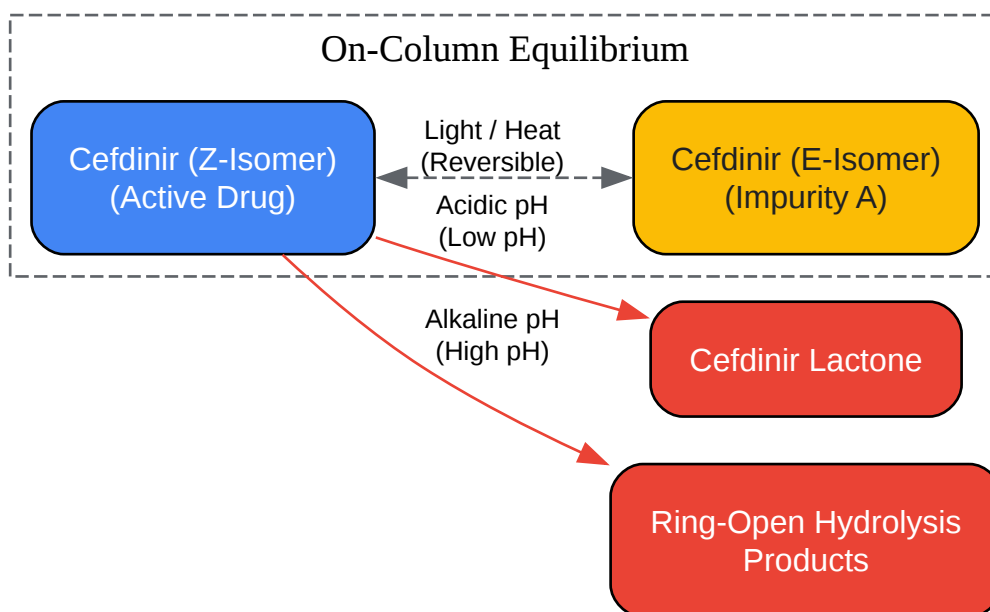 On-Column Equilibrium
Cefdinir (Z-Isomer)
(Active Drug)
Light / Heat
(Reversible)
Cefdinir (E-Isomer)
(Impurity A)
Acidic pH
(Low pH)
Alkaline pH
(High pH)
Cefdinir Lactone
Ring-Open Hydrolysis
Products